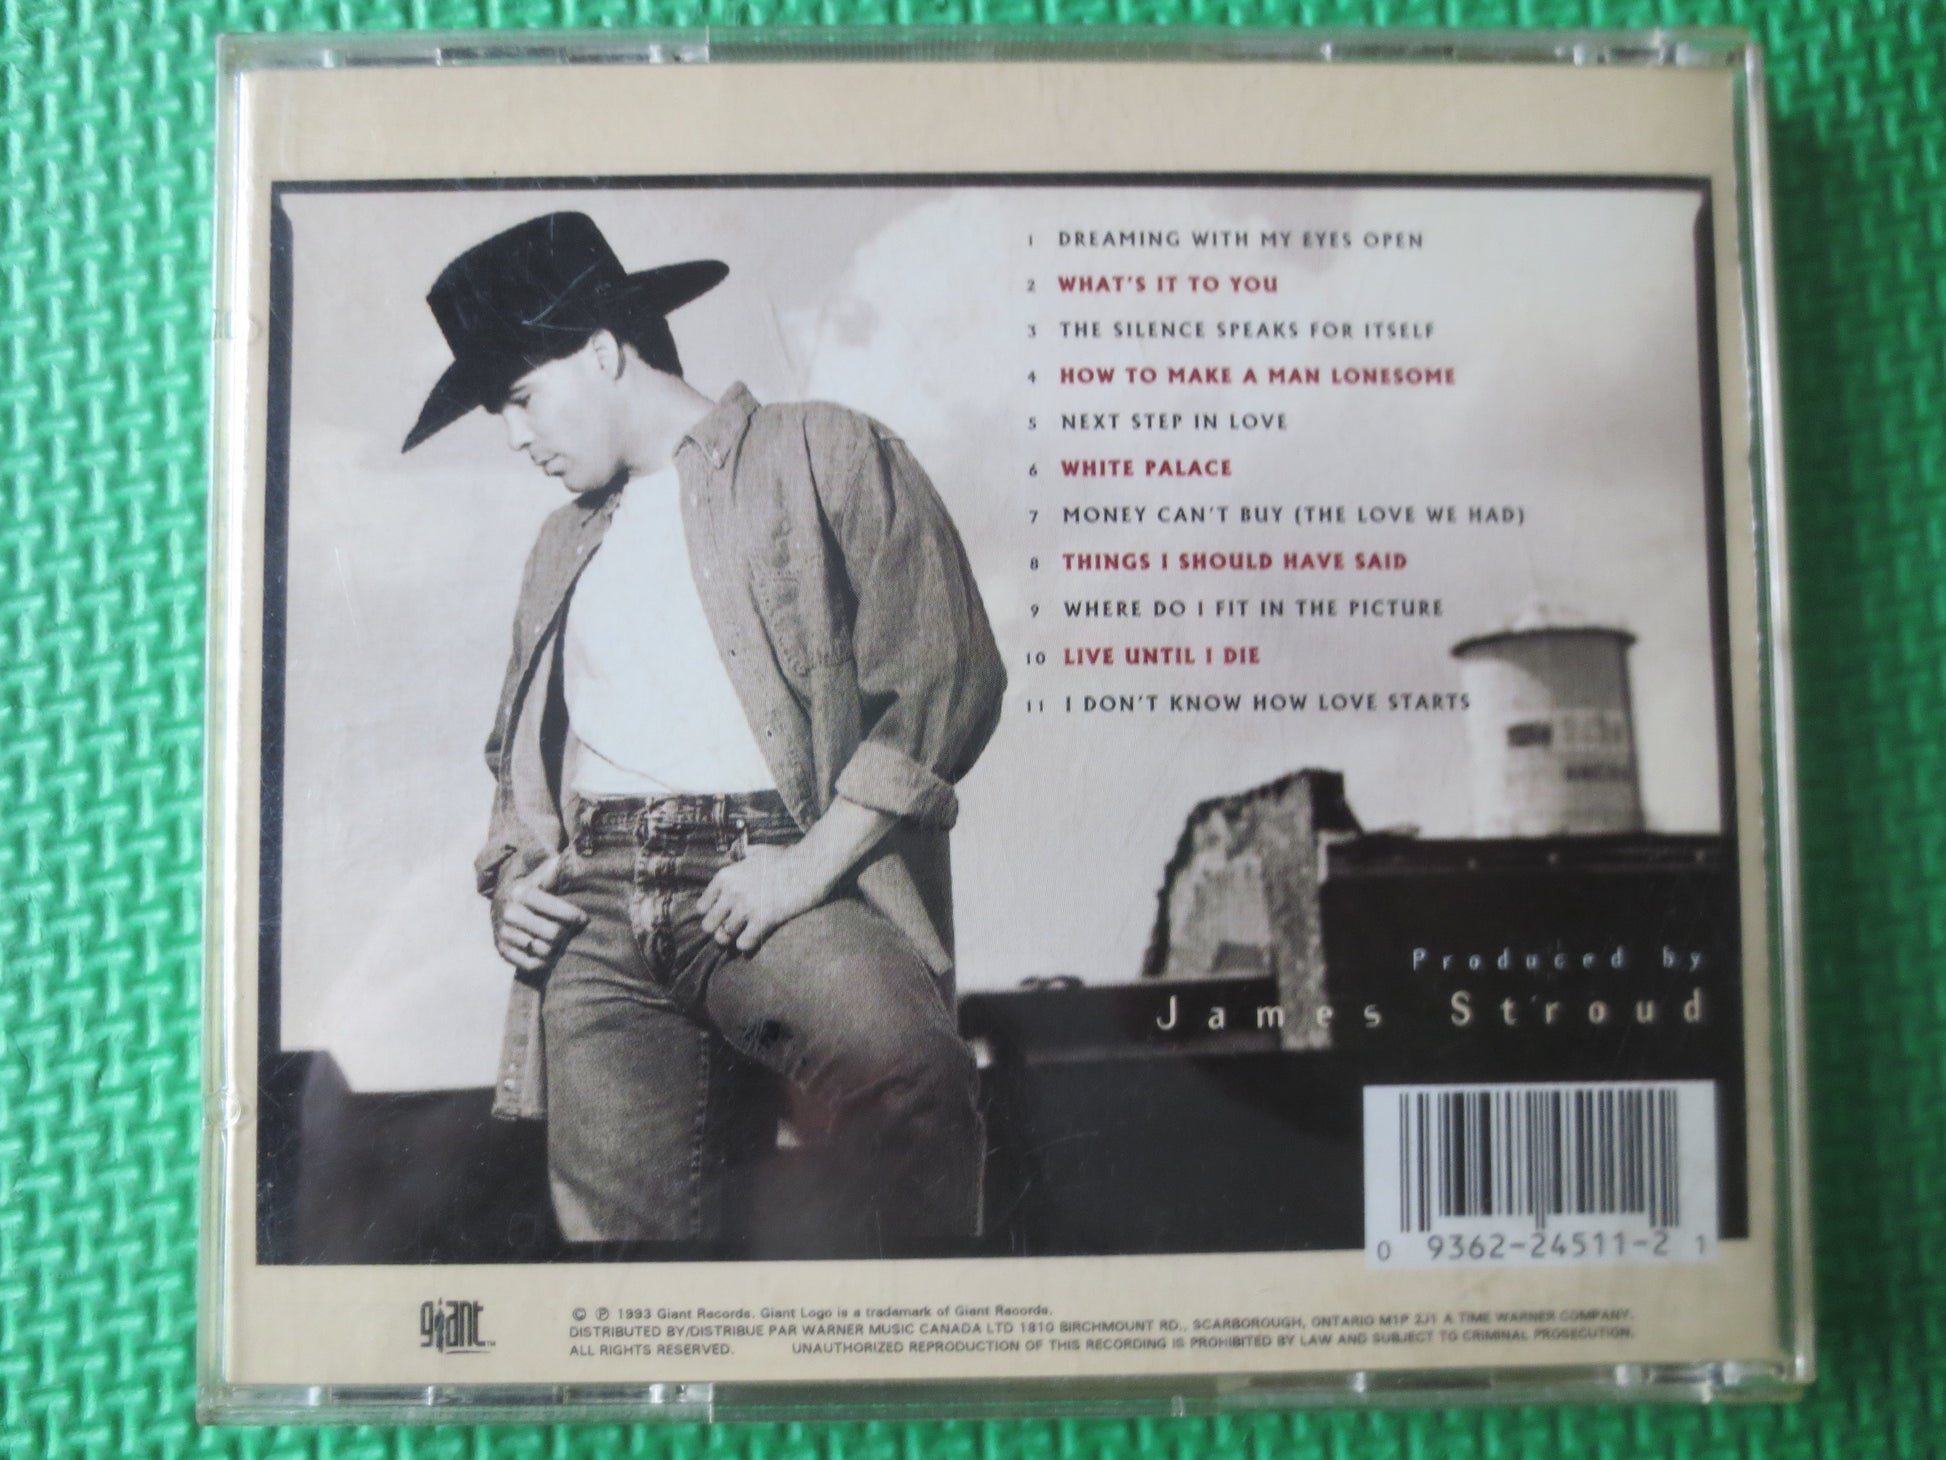 1 DREAMING WITH MY EYES OPEN
2 WHAT'S IT TO YOU
3 THE SILENCE SPEAKS FOR ITSELF
4 HOW TO MAKE A MAN LONESOME
5 NEXT STEP IN LOVE
6 WHITE PALACE
7 MONEY CAN'T BUY (THE LOVE WE HAD)
8 THINGS I SHOULD HAVE SAID
9 WHERE DO I FIT IN THE PICTURE
10 LIVE UNTIL I DIE
11 I DON'T KNOW HOW LOVE STARTS
Produced by
James Stroud
0 9362-24511-2 1
giant™
© ℗ 1993 Giant Records. Giant Logo is a trademark of Giant Records.
DISTRIBUTED BY/DISTRIBUE PAR WARNER MUSIC CANADA LTD 1810 BIRCHMOUNT RD., SCARBOROUGH, ONTARIO M1P 2J1 A TIME WARNER COMPANY.
ALL RIGHTS RESERVED. UNAUTHORIZED REPRODUCTION OF THIS RECORDING IS PROHIBITED BY LAW AND SUBJECT TO CRIMINAL PROSECUTION.